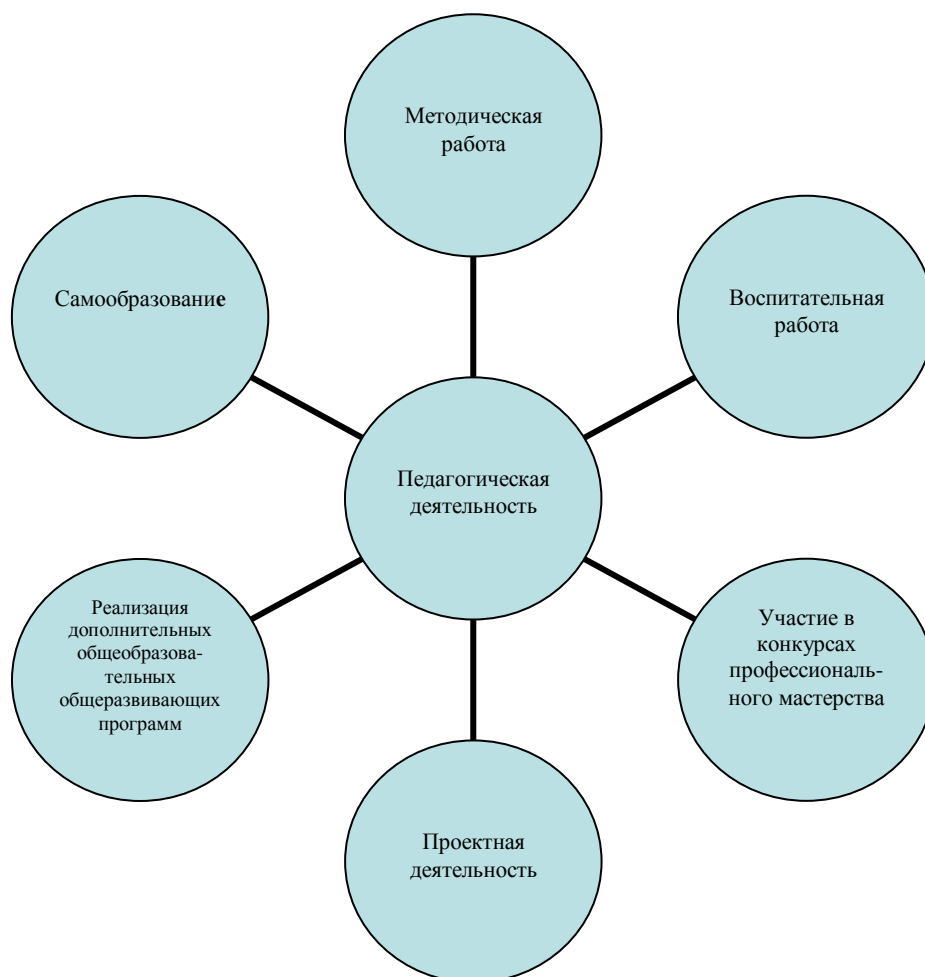 Методическая
работа
Самообразование
Воспитательная
работа
Педагогическая
деятельность
Реализация
дополнительных
общеобразова-
тельных
общеразвивающих
программ
Участие в
конкурсах
профессиональ-
ного мастерства
Проектная
деятельность